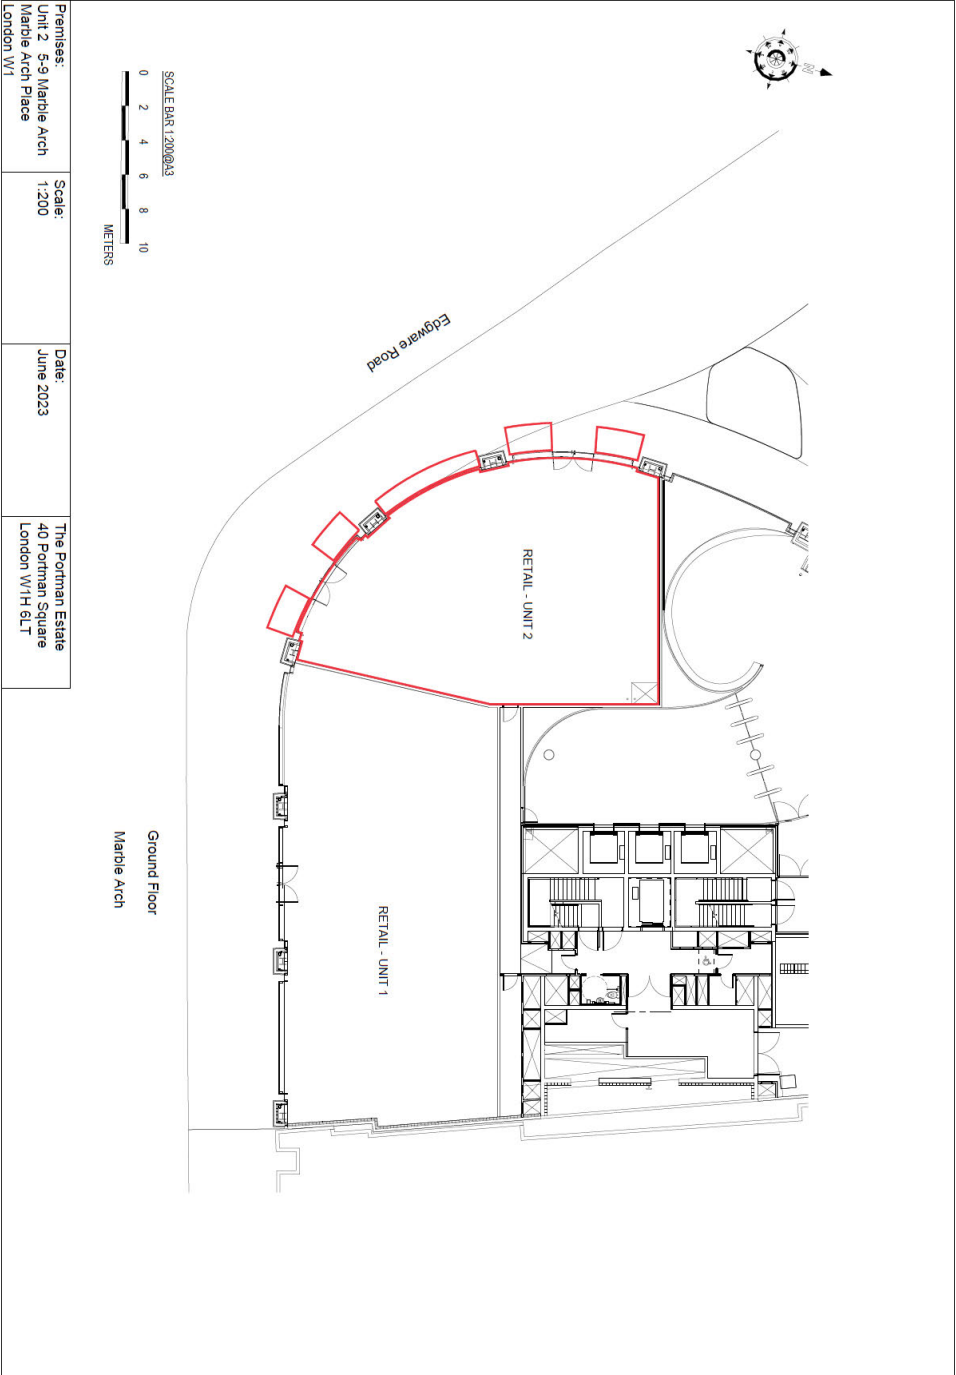 N
SCALE BAR 1:200@A3
0 2 4 6 8 10
METERS
Edgware Road
RETAIL - UNIT 2
RETAIL - UNIT 1
Ground Floor
Marble Arch
Premises:
Unit 2 5-9 Marble Arch
Marble Arch Place
London W1
Scale:
1:200
Date:
June 2023
The Portman Estate
40 Portman Square
London W1H 6LT